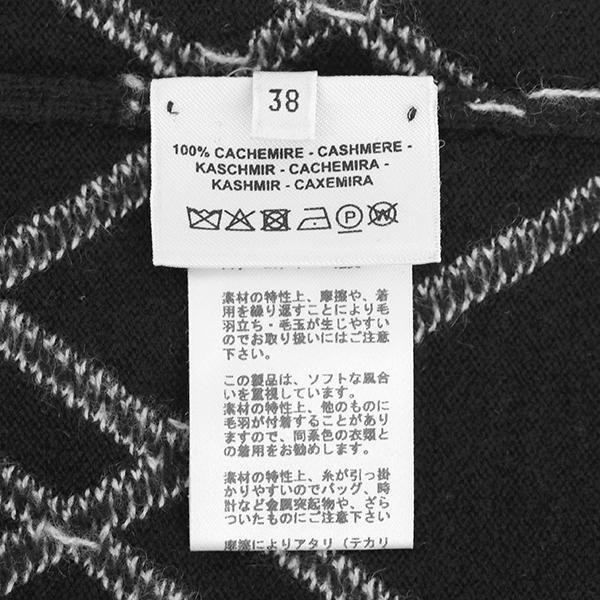 38
100% CACHEMIRE - CASHMERE -
KASCHMIR - CACHEMIRA -
KASHMIR - CAXEMIRA
P
W
素材の特性上、摩擦や、着
用を繰り返すことにより毛
羽立ち・毛玉が生じやすい
のでお取り扱いにはご注意
下さい。
この製品は、ソフトな風合
いを重視しています。
素材の特性上、他のものに
毛羽が付着することがあり
ますので、同系色の衣類と
の着用をお勧めします。
素材の特性上、糸が引っ掛
かりやすいのでバッグ、時
計など金属突起物や、ざら
ついたものにご注意下さい
摩擦によりアタリ（テカリ